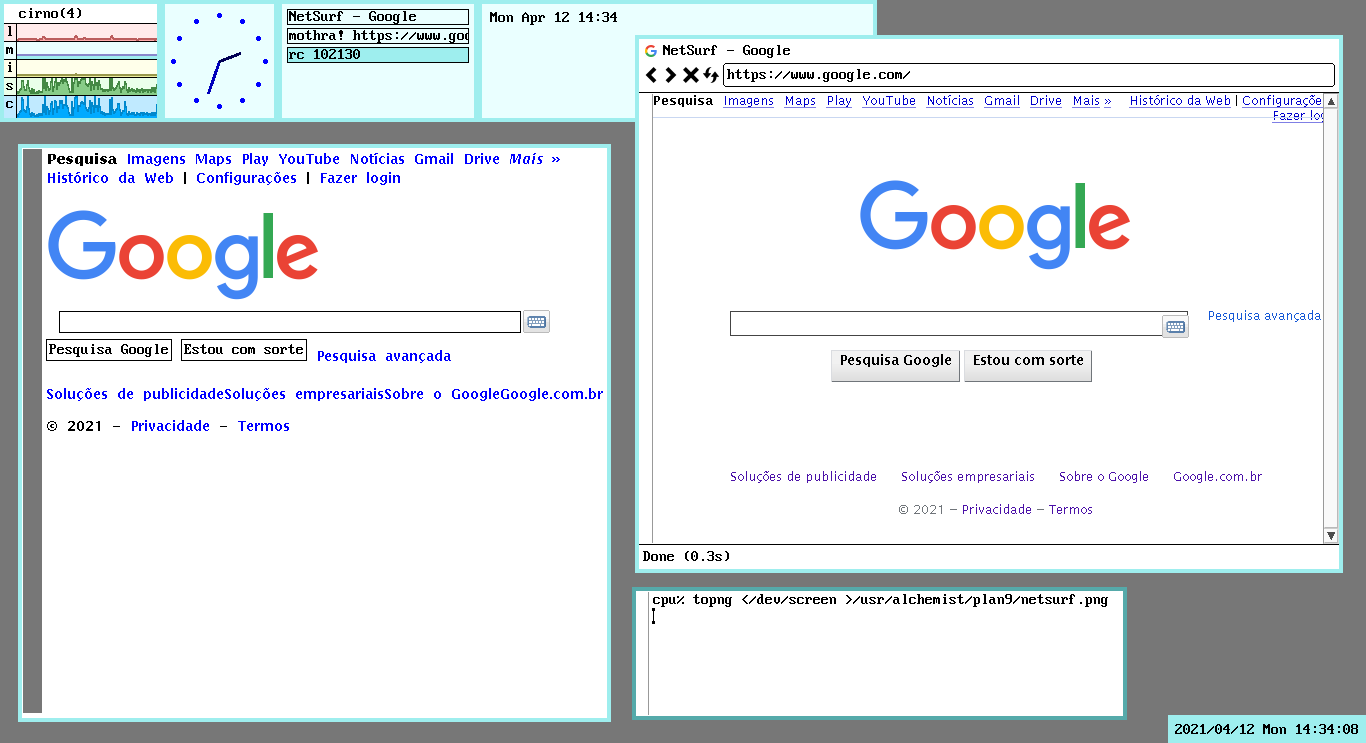 cirno(4)
l
m
i
s
c
NetSurf - Google
mothra! https://www.goo
rc 102130
Mon Apr 12 14:34
Pesquisa Imagens Maps Play YouTube Notícias Gmail Drive Mais »
Histórico da Web | Configurações | Fazer login
Google
Pesquisa Google Estou com sorte Pesquisa avançada
Soluções de publicidadeSoluções empresariaisSobre o GoogleGoogle.com.br
© 2021 - Privacidade - Termos
NetSurf - Google
https://www.google.com/
Pesquisa Imagens Maps Play YouTube Notícias Gmail Drive Mais » Histórico da Web | Configuraçõe
Fazer log
Google
Pesquisa avançada
Pesquisa Google Estou com sorte
Soluções de publicidade Soluções empresariais Sobre o Google Google.com.br
© 2021 - Privacidade - Termos
Done (0.3s)
cpu% topng </dev/screen >/usr/alchemist/plan9/netsurf.png
2021/04/12 Mon 14:34:08